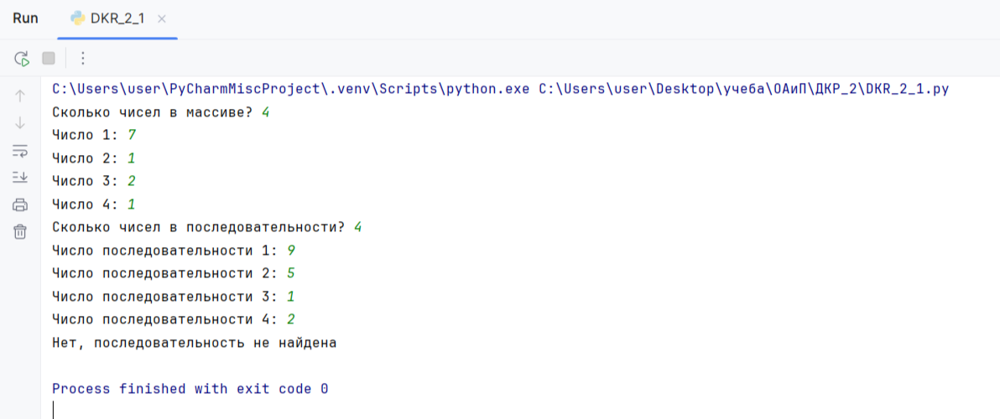 Run DKR_2_1
C:\Users\user\PyCharmMiscProject\.venv\Scripts\python.exe C:\Users\user\Desktop\учеба\ОАиП\ДКР_2\DKR_2_1.py
Сколько чисел в массиве? 4
Число 1: 7
Число 2: 1
Число 3: 2
Число 4: 1
Сколько чисел в последовательности? 4
Число последовательности 1: 9
Число последовательности 2: 5
Число последовательности 3: 1
Число последовательности 4: 2
Нет, последовательность не найдена
Process finished with exit code 0